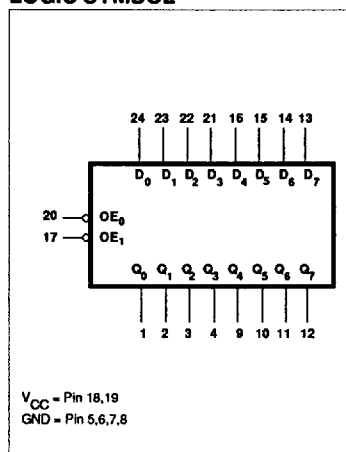 LOGIC SYMBOL
24 23 22 21 16 15 14 13
D0 D1 D2 D3 D4 D5 D6 D7
20 OE0
17 OE1
Q0 Q1 Q2 Q3 Q4 Q5 Q6 Q7
1 2 3 4 9 10 11 12
VCC = Pin 18,19
GND = Pin 5,6,7,8